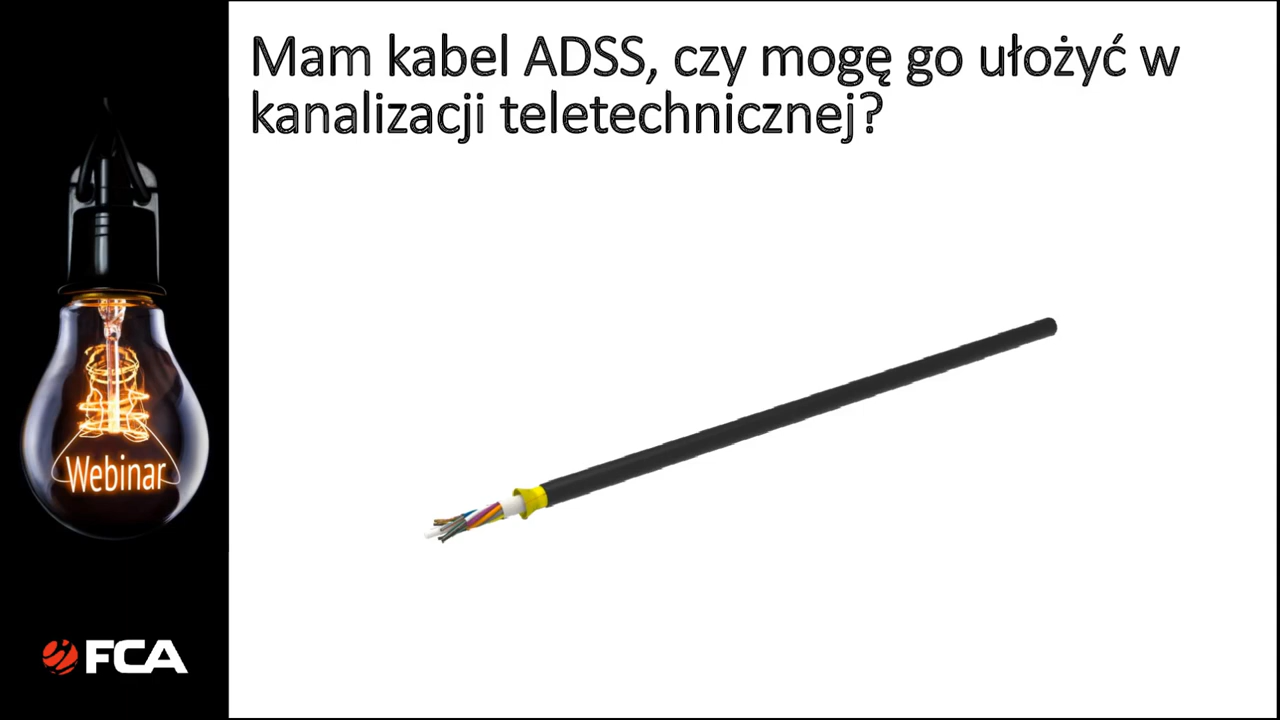 Mam kabel ADSS, czy mogę go ułożyć w
kanalizacji teletechnicznej?
Webinar
FCA